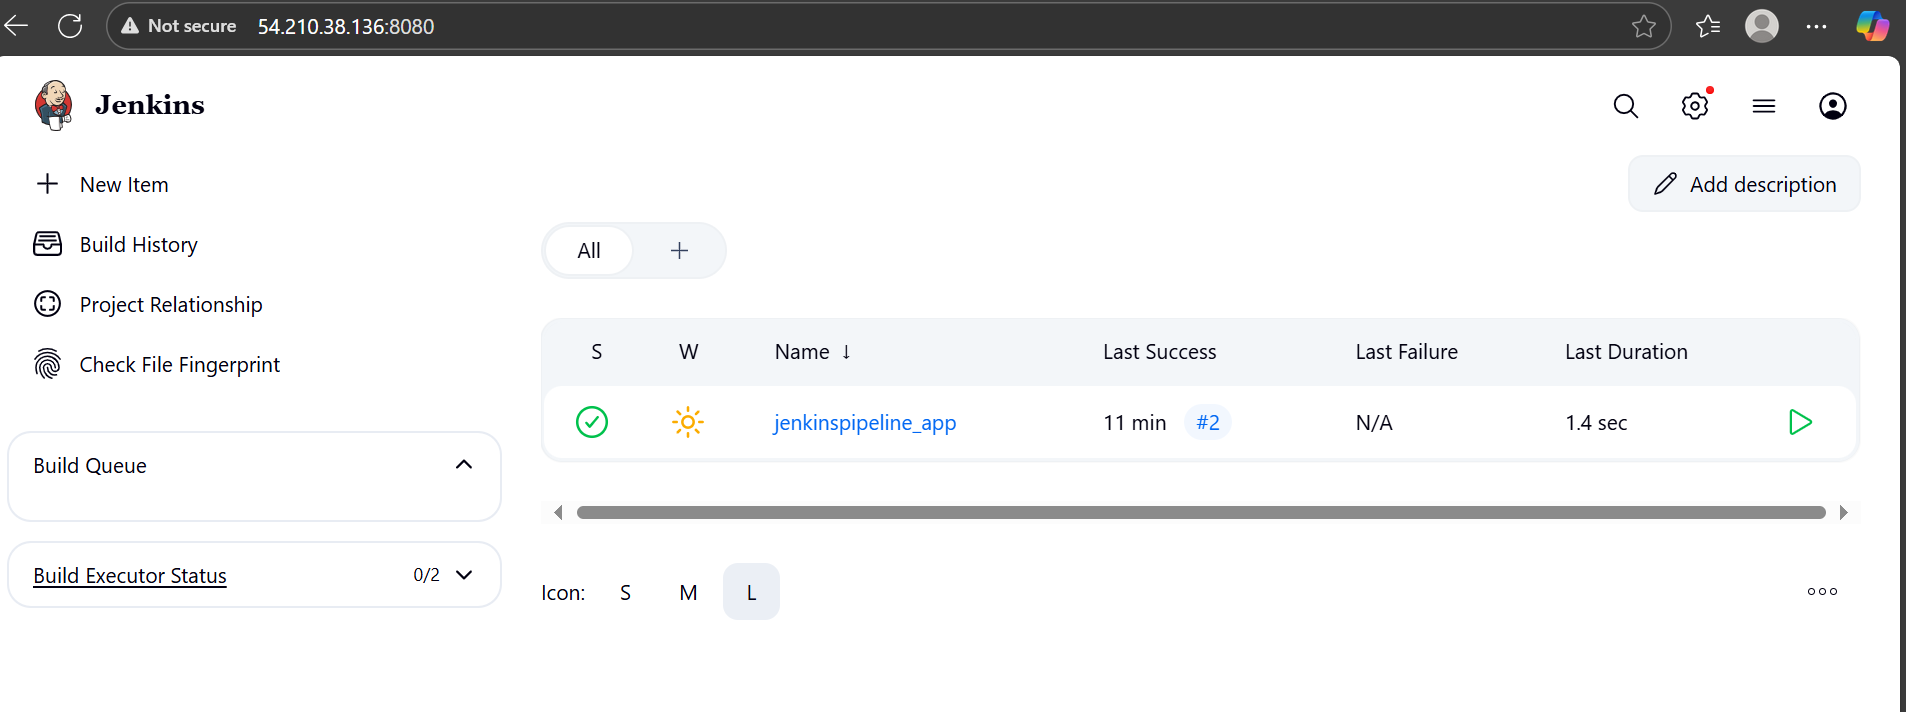 Not secure 54.210.38.136:8080
Jenkins
New Item
Add description
Build History
All
Project Relationship
Check File Fingerprint
S W Name ↓ Last Success Last Failure Last Duration
jenkinspipeline_app 11 min #2 N/A 1.4 sec
Build Queue
Build Executor Status 0/2
Icon: S M L